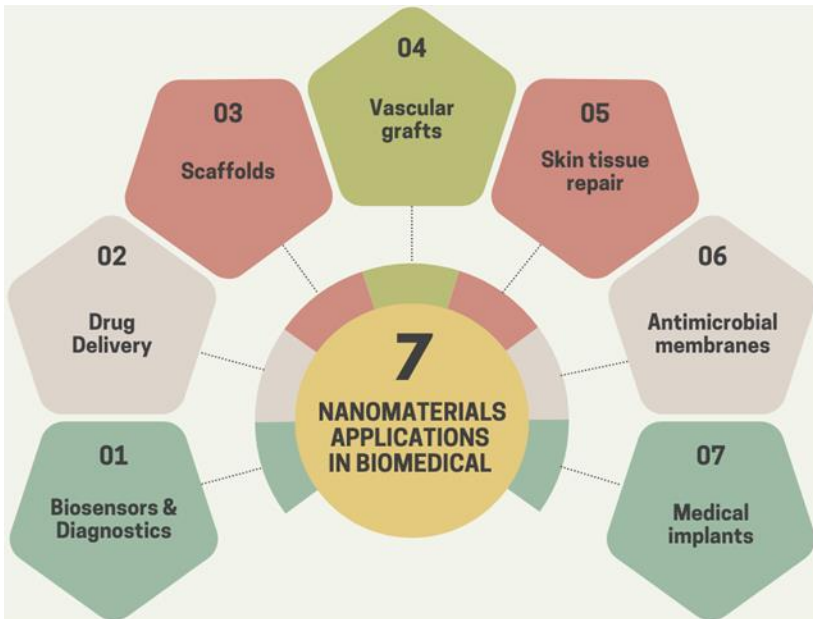 04
Vascular
grafts
03
Scaffolds
05
Skin tissue
repair
02
Drug
Delivery
06
Antimicrobial
membranes
7
NANOMATERIALS
APPLICATIONS
IN BIOMEDICAL
01
Biosensors &
Diagnostics
07
Medical
implants